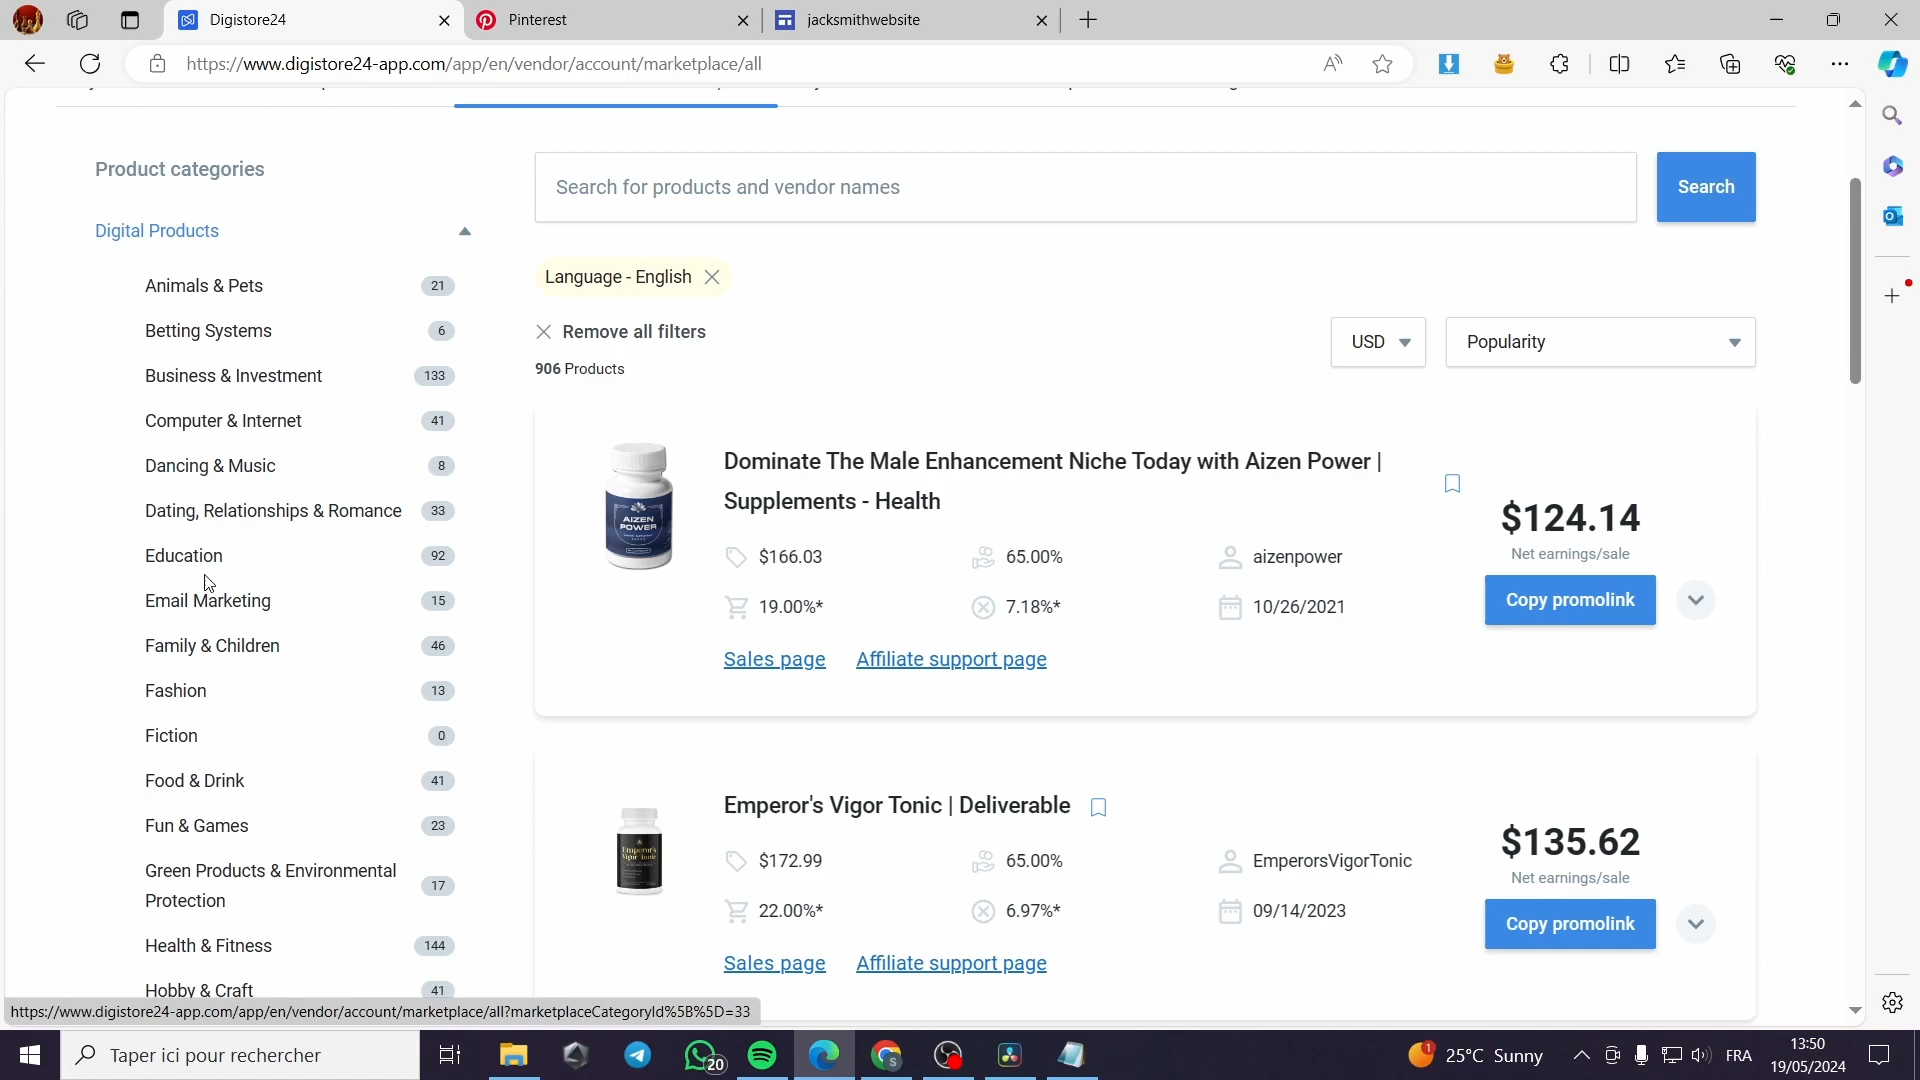 Digistore24
Pinterest
jacksmithwebsite
https://www.digistore24-app.com/app/en/vendor/account/marketplace/all
Product categories
Digital Products
Animals & Pets 21
Betting Systems 6
Business & Investment 133
Computer & Internet 41
Dancing & Music 8
Dating, Relationships & Romance 33
Education 92
Email Marketing 15
Family & Children 46
Fashion 13
Fiction 0
Food & Drink 41
Fun & Games 23
Green Products & Environmental
Protection 17
Health & Fitness 144
Hobby & Craft 41
Search for products and vendor names
Search
Language - English
Remove all filters
906 Products
USD
Popularity
Dominate The Male Enhancement Niche Today with Aizen Power |
Supplements - Health
AIZEN
POWER
$166.03 65.00% aizenpower
19.00%* 7.18%* 10/26/2021
Sales page Affiliate support page
$124.14
Net earnings/sale
Copy promolink
Emperor's Vigor Tonic | Deliverable
Emperor's
Vigor Tonic
$172.99 65.00% EmperorsVigorTonic
22.00%* 6.97%* 09/14/2023
Sales page Affiliate support page
$135.62
Net earnings/sale
Copy promolink
https://www.digistore24-app.com/app/en/vendor/account/marketplace/all?marketplaceCategoryId%5B%5D=33
Taper ici pour rechercher
20
1
25°C Sunny
FRA
13:50
19/05/2024